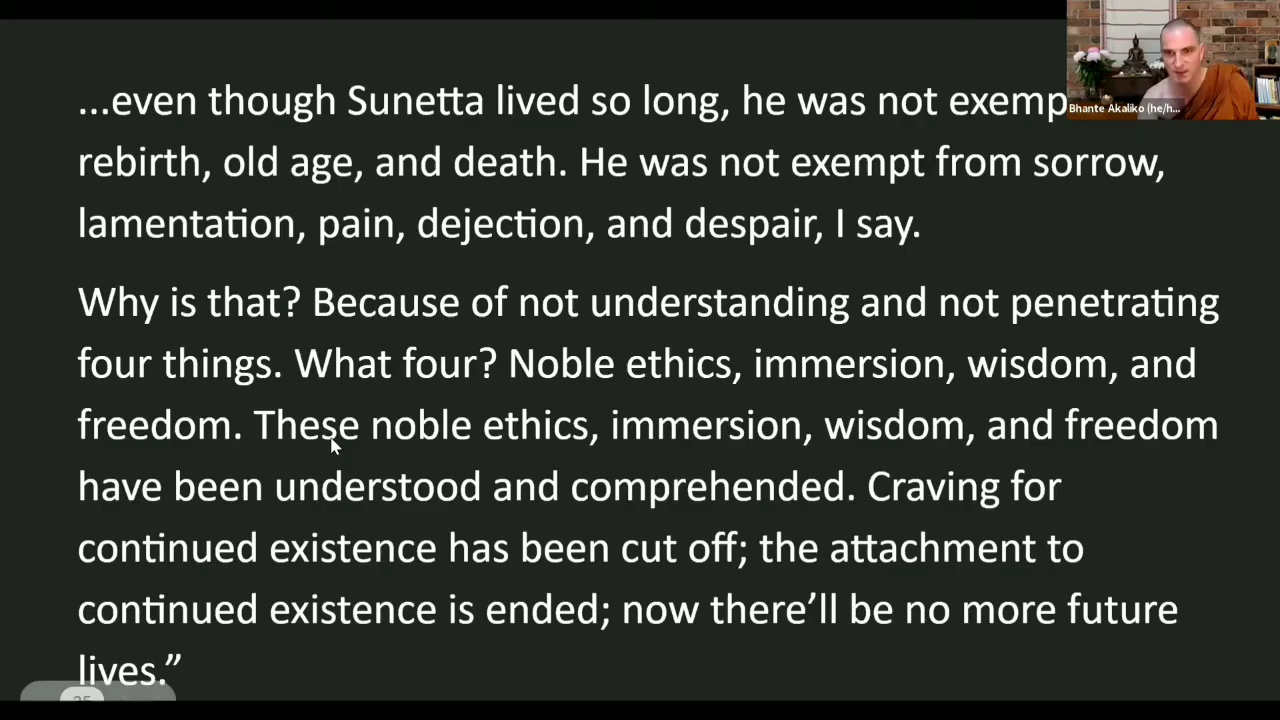 ...even though Sunetta lived so long, he was not exemp
Bhante Akaliko (he/h...
rebirth, old age, and death. He was not exempt from sorrow,
lamentation, pain, dejection, and despair, I say.
Why is that? Because of not understanding and not penetrating
four things. What four? Noble ethics, immersion, wisdom, and
freedom. These noble ethics, immersion, wisdom, and freedom
have been understood and comprehended. Craving for
continued existence has been cut off; the attachment to
continued existence is ended; now there’ll be no more future
lives.”